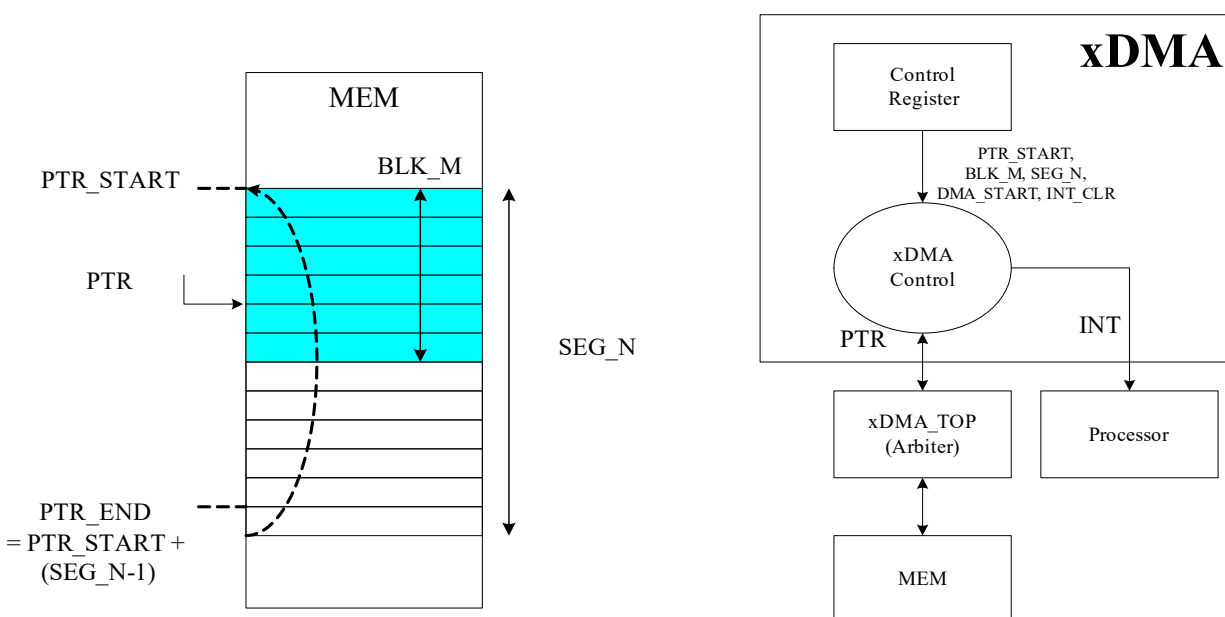 MEM
BLK_M
PTR_START
PTR
SEG_N
PTR_END
= PTR_START +
(SEG_N-1)
xDMA
Control
Register
PTR_START,
BLK_M, SEG_N,
DMA_START, INT_CLR
xDMA
Control
PTR
INT
xDMA_TOP
(Arbiter)
Processor
MEM